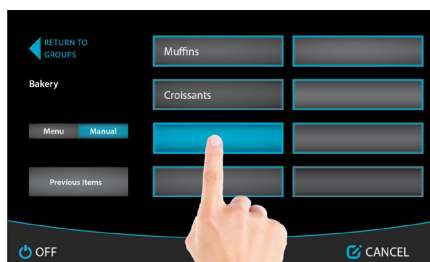 RETURN TO
GROUPS
Muffins
Bakery
Croissants
Menu Manual
Previous Items
OFF
CANCEL